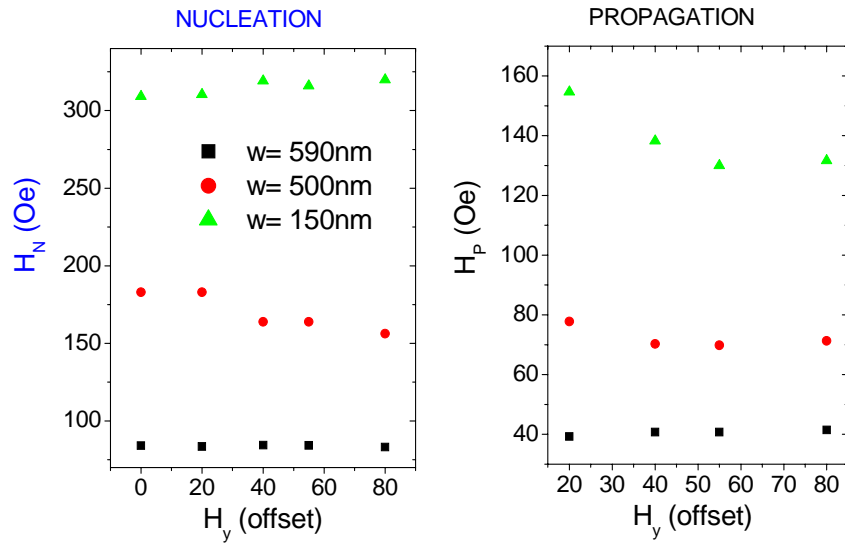 NUCLEATION
300
250
200
150
100
H_N (Oe)
w= 590nm
w= 500nm
w= 150nm
0 20 40 60 80
H_y (offset)
PROPAGATION
160
140
120
100
80
60
40
H_P (Oe)
20 30 40 50 60 70 80
H_y (offset)